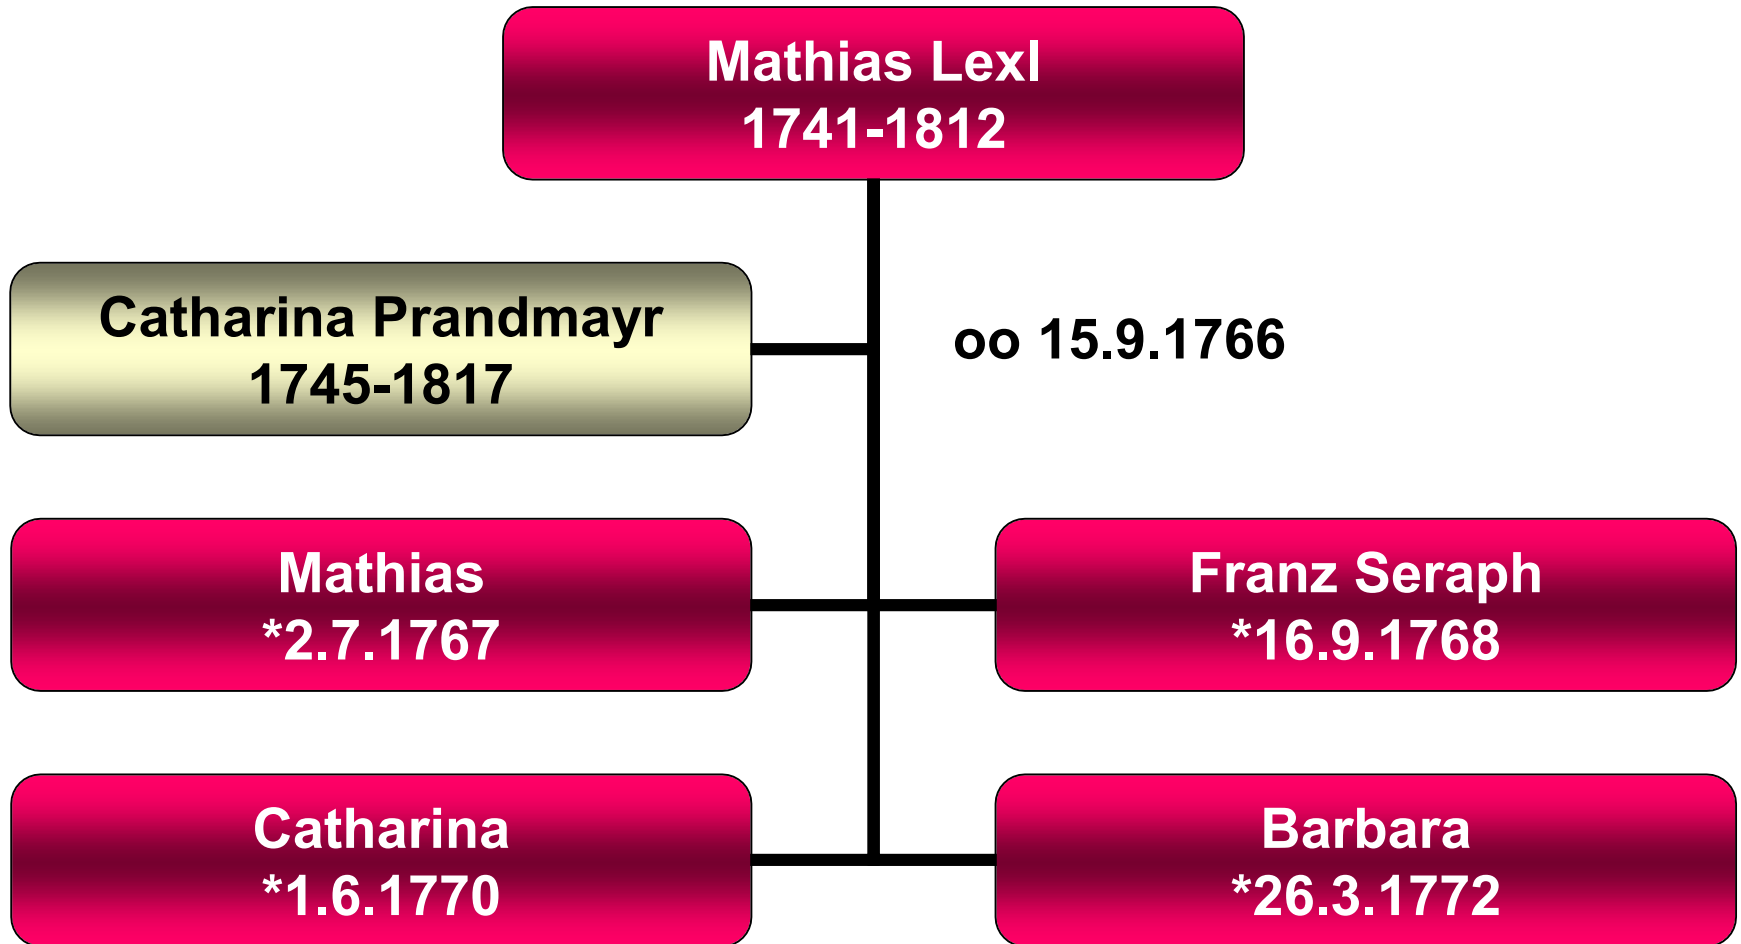 Mathias Lexl
1741-1812
Catharina Prandmayr
1745-1817
oo 15.9.1766
Mathias
*2.7.1767
Franz Seraph
*16.9.1768
Catharina
*1.6.1770
Barbara
*26.3.1772